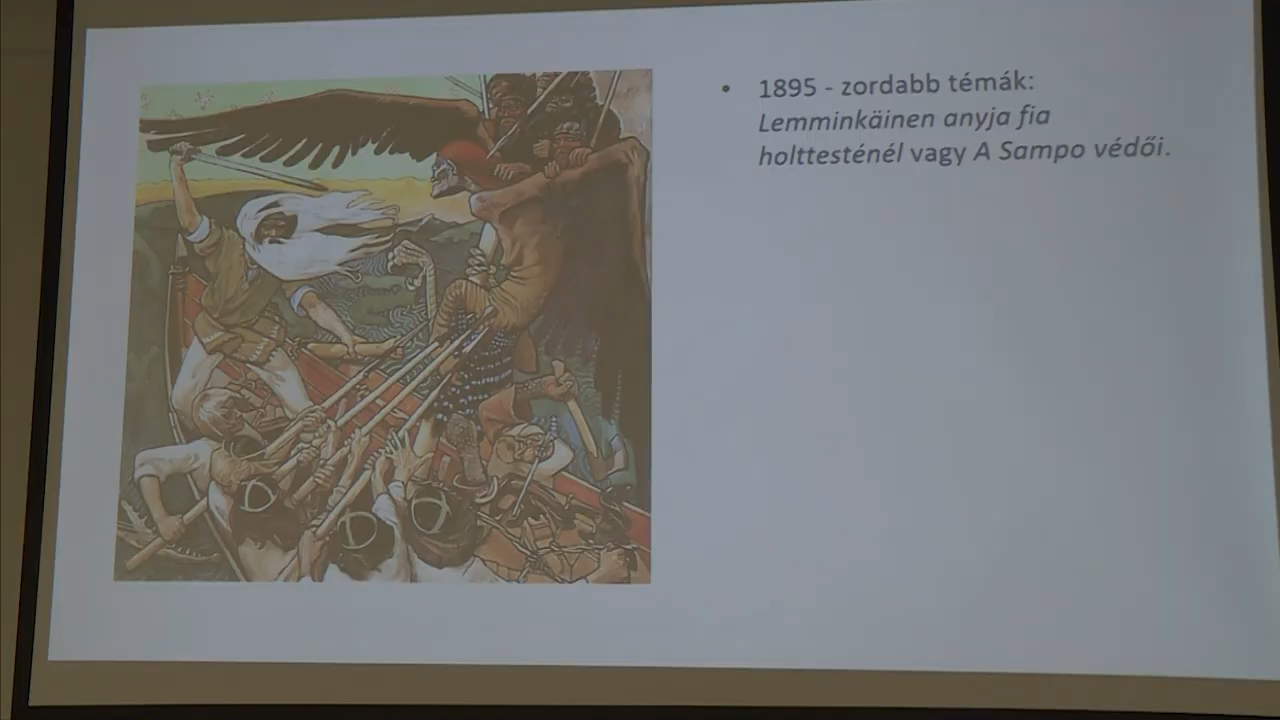 • 1895 - zordabb témák:
Lemminkäinen anyja fia
holttesténél vagy A Sampo védői.